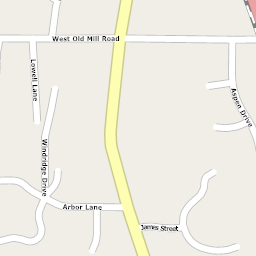 West Old Mill Road
Lowell Lane
Aspen Drive
Windridge Drive
Arbor Lane
James Street